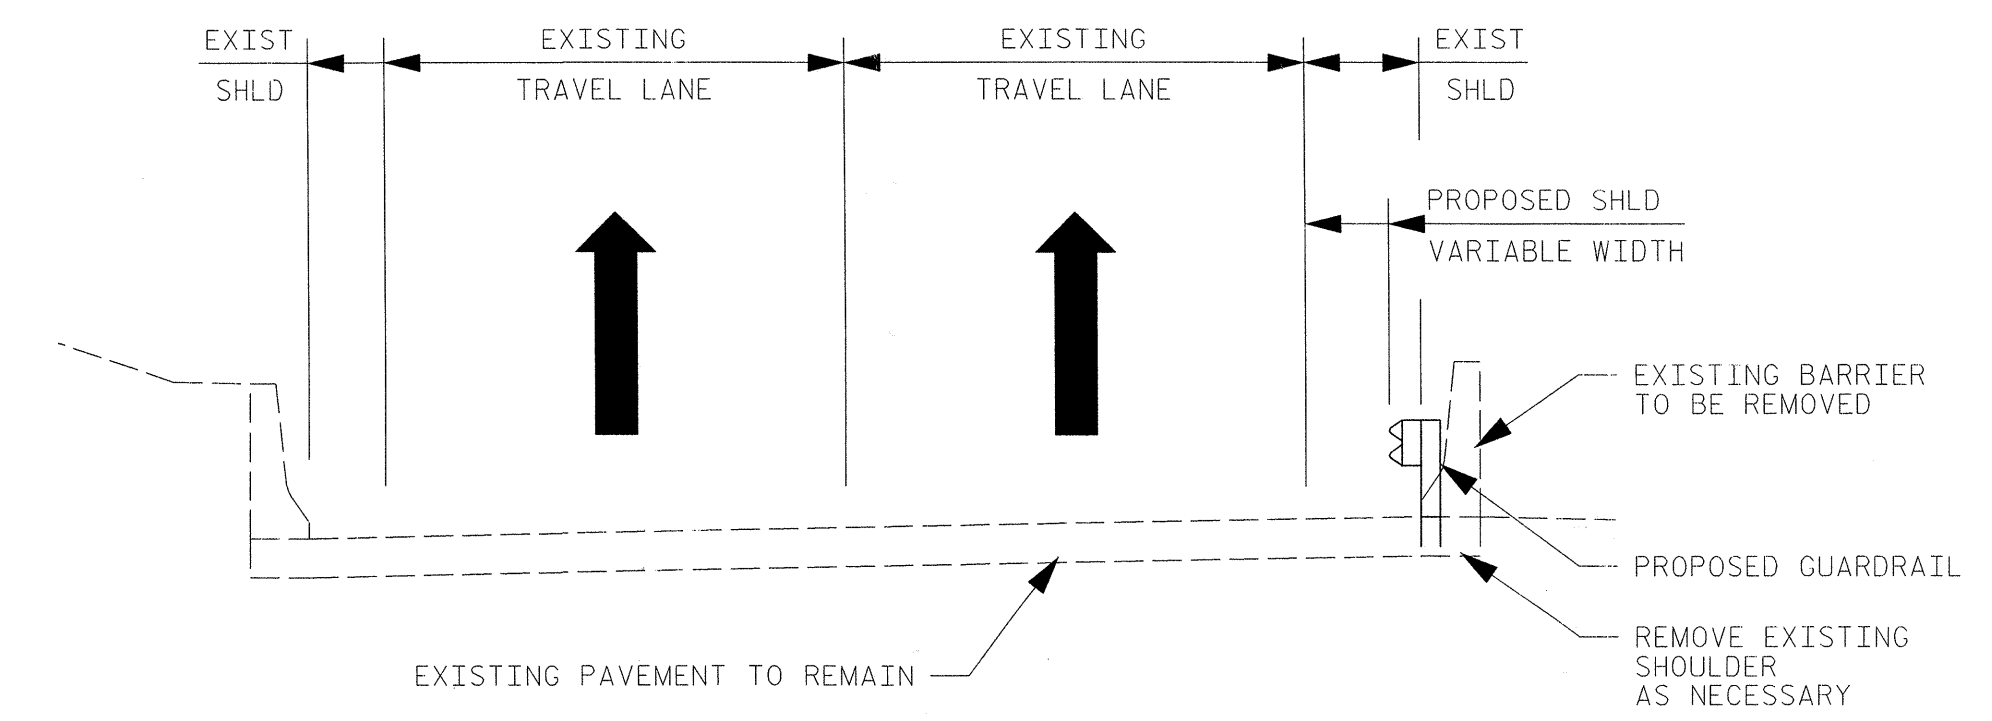 EXIST
SHLD
EXISTING
TRAVEL LANE
EXISTING
TRAVEL LANE
EXIST
SHLD
PROPOSED SHLD
VARIABLE WIDTH
EXISTING BARRIER
TO BE REMOVED
PROPOSED GUARDRAIL
REMOVE EXISTING
SHOULDER
AS NECESSARY
EXISTING PAVEMENT TO REMAIN